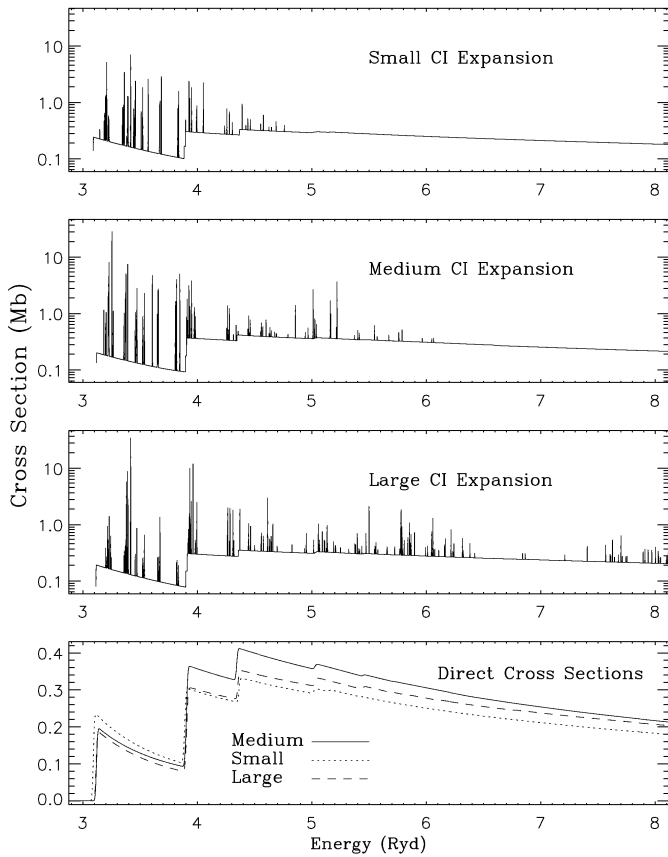 Cross Section (Mb)
10
1.0
0.1
Small CI Expansion
3 4 5 6 7 8
10
1.0
0.1
Medium CI Expansion
3 4 5 6 7 8
10
1.0
0.1
Large CI Expansion
3 4 5 6 7 8
0.4
0.3
0.2
0.1
0.0
Direct Cross Sections
Medium
Small
Large
3 4 5 6 7 8
Energy (Ryd)